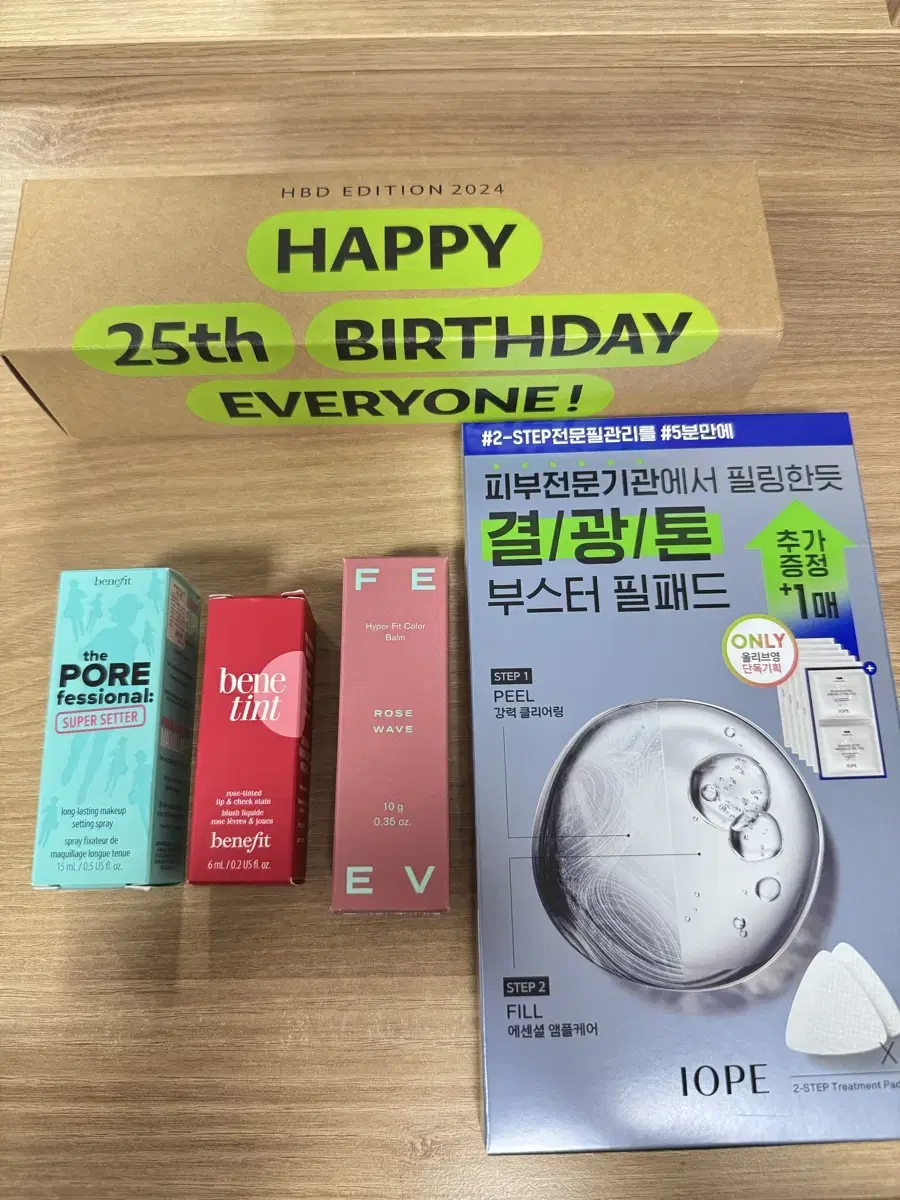 HBD EDITION 2024
HAPPY
25th BIRTHDAY
EVERYONE!
#2-STEP전문필관리를 #5분만에
피부전문기관에서 필링한듯
결/광/톤
부스터 필패드
추가
증정
+1매
ONLY
올리브영
단독기획
STEP 1
PEEL
강력 클리어링
IOPE
IOPE
STEP 2
FILL
에센셜 앰플케어
IOPE
X
2-STEP Treatment Pad
benefit
the
PORE
fessional:
SUPER SETTER
long-lasting makeup
setting spray
spray fixateur de
maquillage longue tenue
15 mL / 0.5 US fl. oz.
bene
tint
rose-tinted
lip & cheek stain
blush liquide
rose lèvres & joues
benefit
6 mL / 0.2 US fl. oz.
FE
Hyper-Fit Color
Balm
ROSE
WAVE
10 g
0.35 oz.
EV